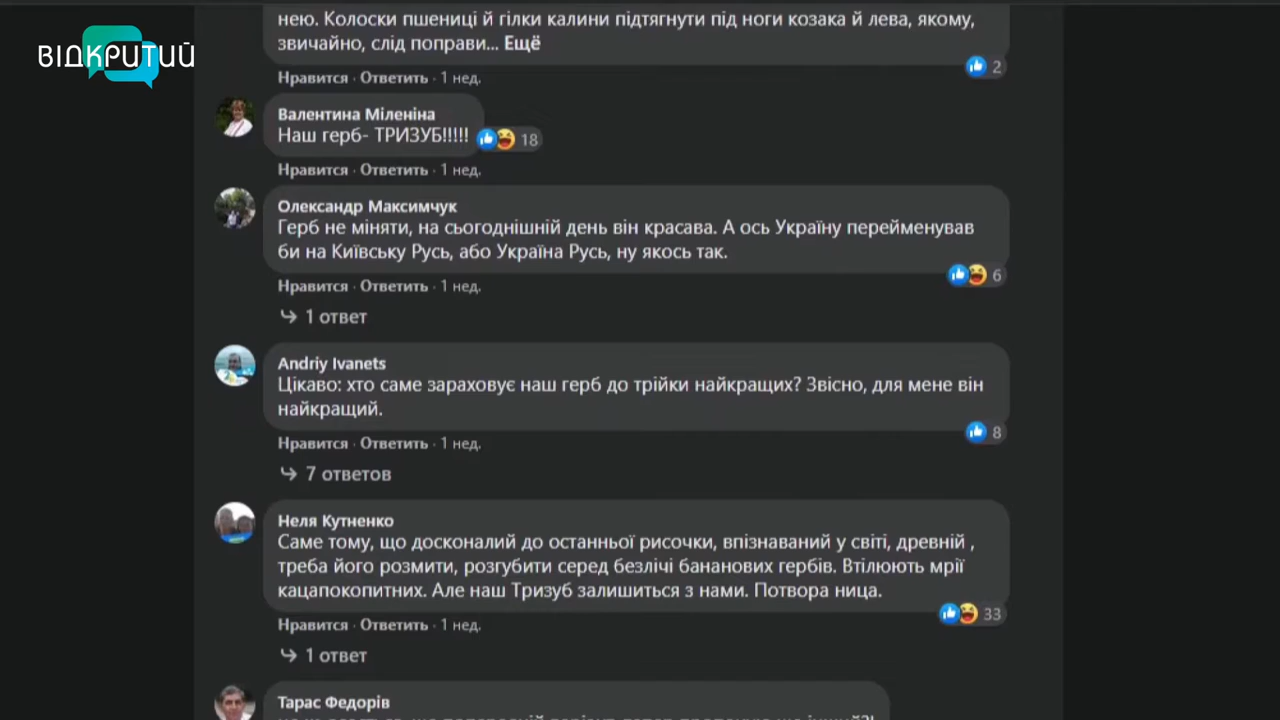 нею. Колоски пшениці й гілки калини підтягнути під ноги козака й лева, якому,
звичайно, слід поправи... Ещё
ВІДКРИТИЙ
2
Нравится · Ответить · 1 нед.
Валентина Міленіна
Наш герб- ТРИЗУБ!!!!!
18
Нравится · Ответить · 1 нед.
Олександр Максимчук
Герб не міняти, на сьогоднішній день він красава. А ось Україну перейменував
би на Київську Русь, або Україна Русь, ну якось так.
6
Нравится · Ответить · 1 нед.
1 ответ
Andriy Ivanets
Цікаво: хто саме зараховує наш герб до трійки найкращих? Звісно, для мене він
найкращий.
8
Нравится · Ответить · 1 нед.
7 ответов
Неля Кутненко
Саме тому, що досконалий до останньої рисочки, впізнаваний у світі, древній ,
треба його розмити, розгубити серед безлічі бананових гербів. Втілюють мрії
кацапокопитних. Але наш Тризуб залишиться з нами. Потвора ница.
33
Нравится · Ответить · 1 нед.
1 ответ
Тарас Федорів